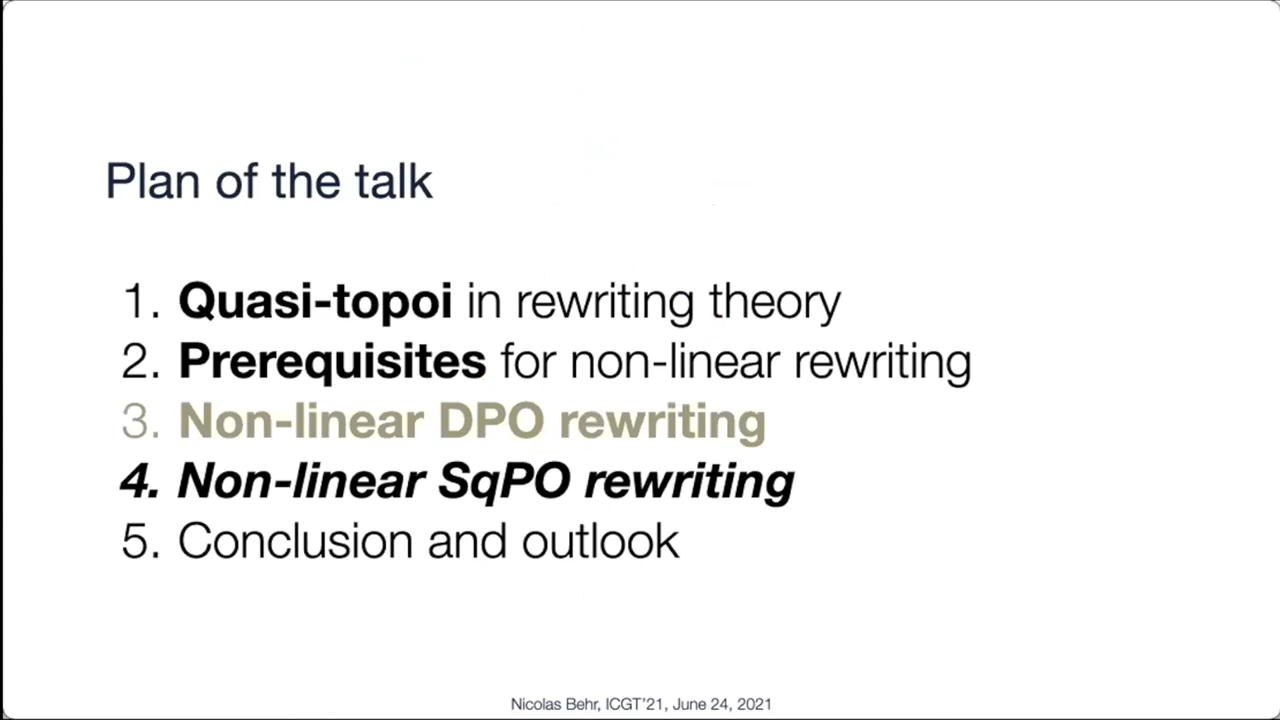 Plan of the talk
1. Quasi-topoi in rewriting theory
2. Prerequisites for non-linear rewriting
3. Non-linear DPO rewriting
4. Non-linear SqPO rewriting
5. Conclusion and outlook
Nicolas Behr, ICGT'21, June 24, 2021